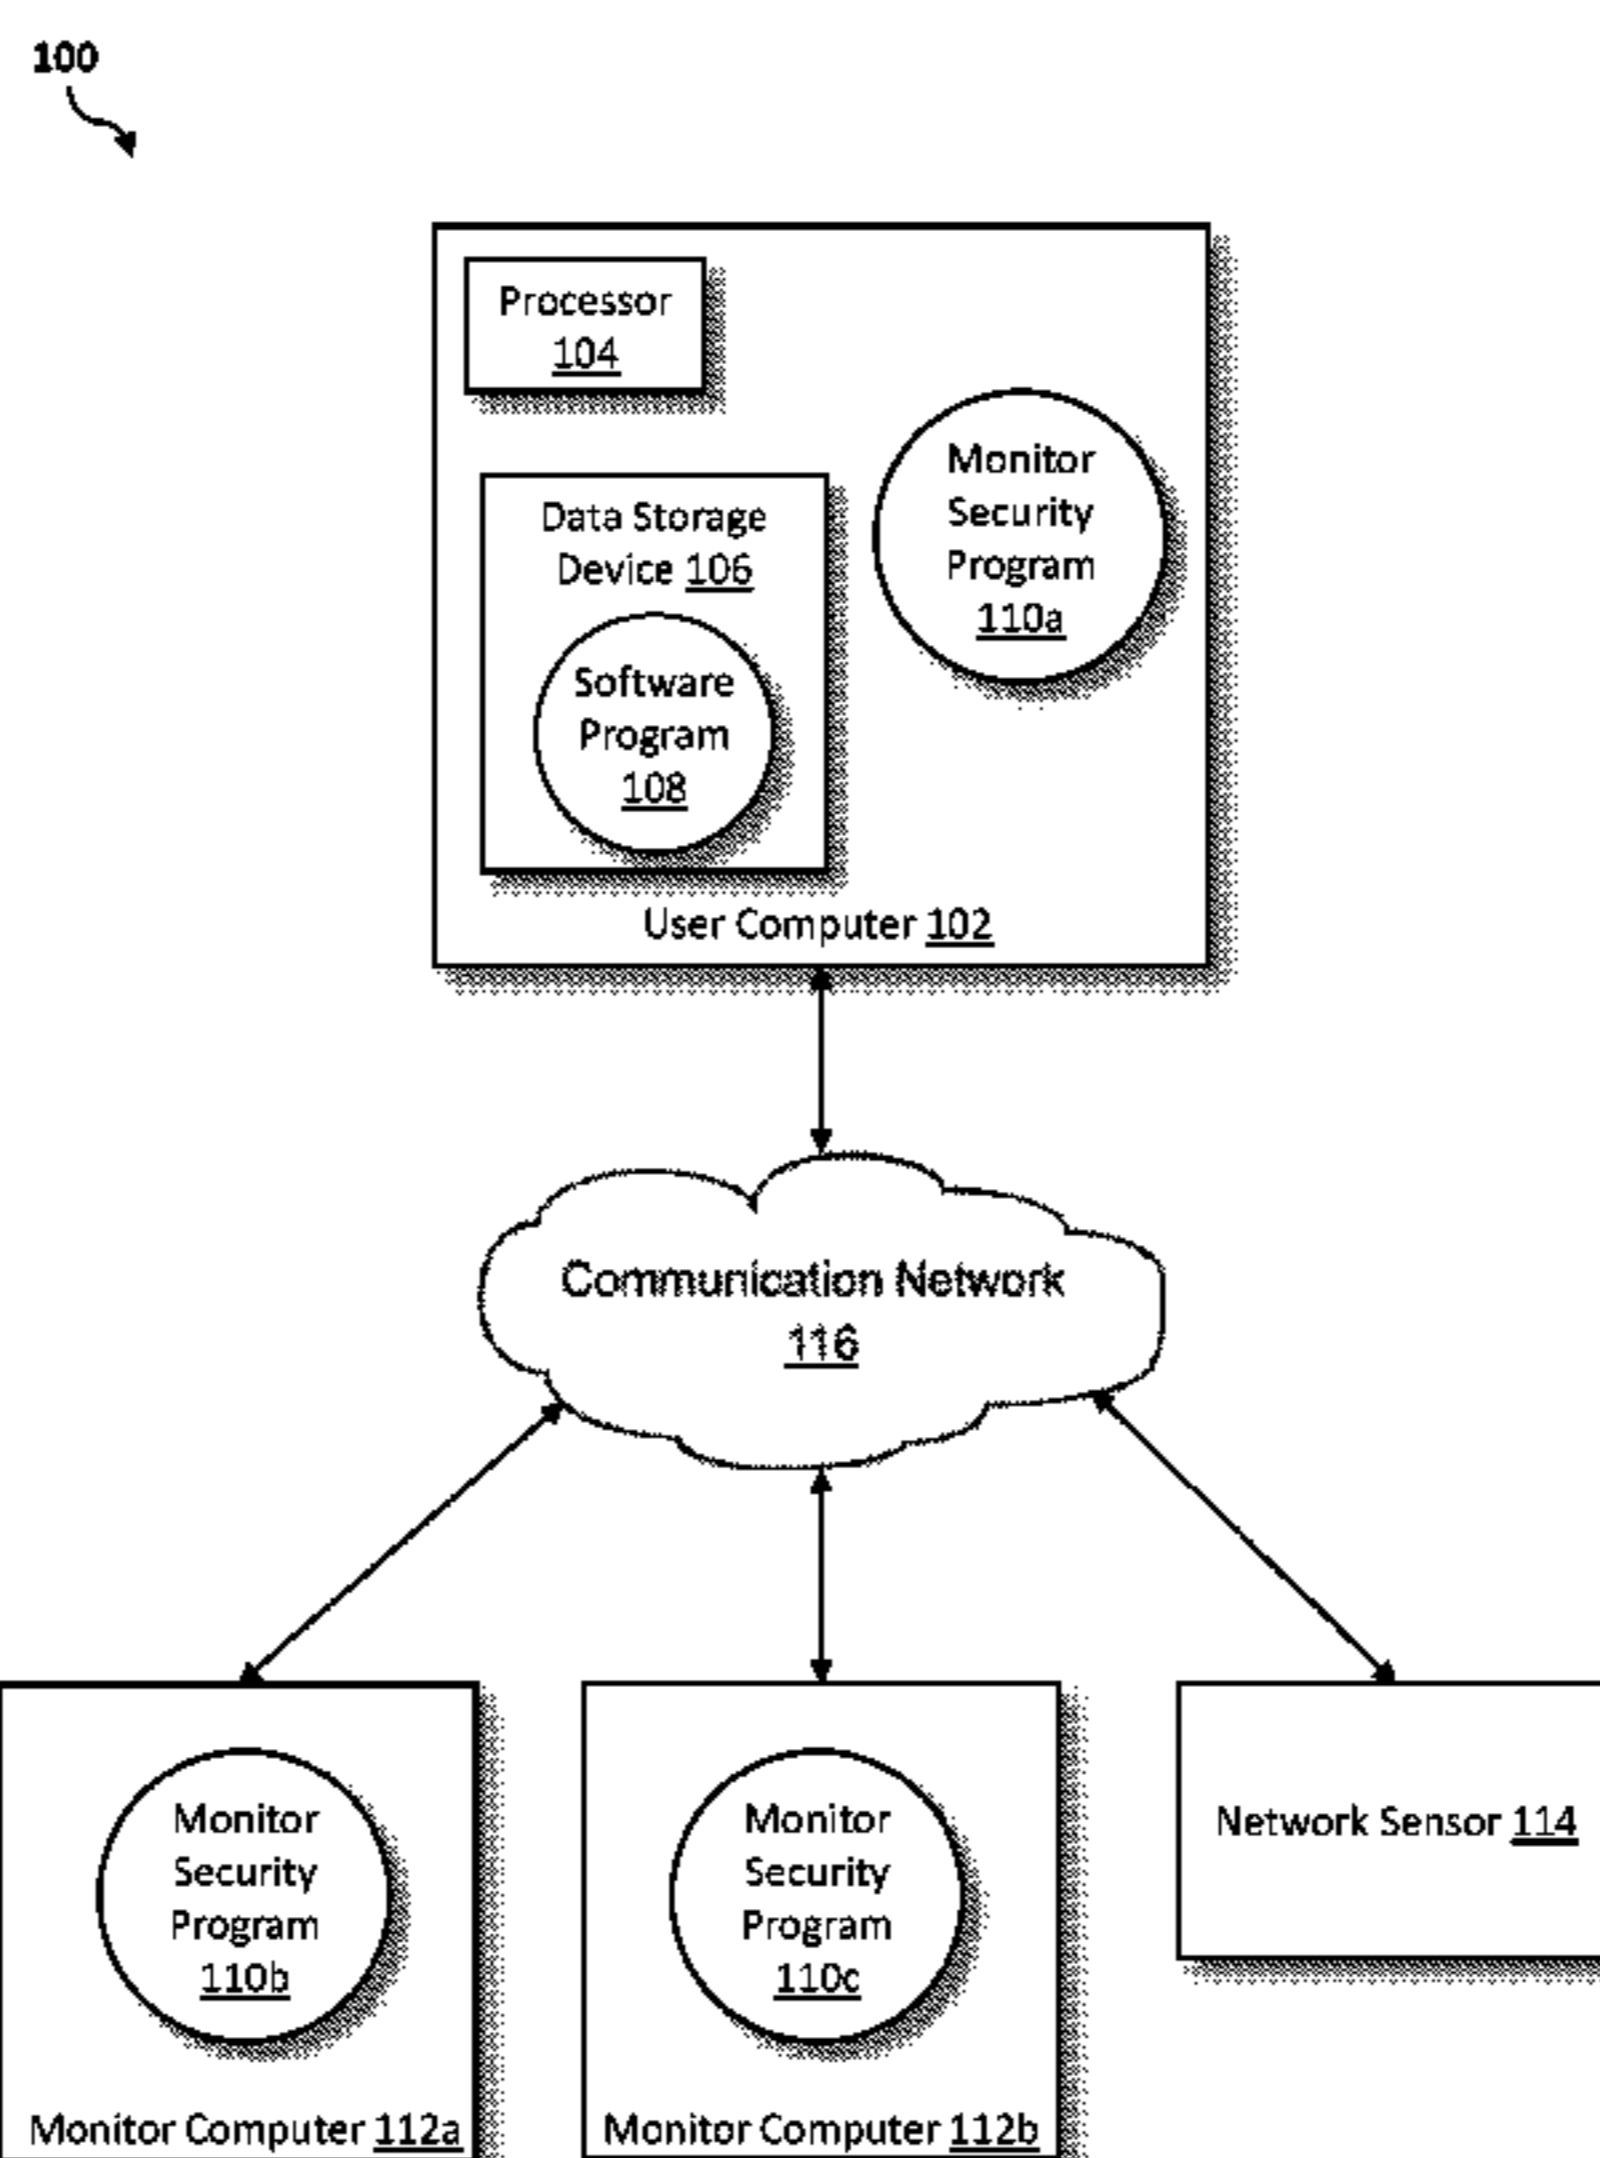 100
Processor
104
Monitor
Security
Program
110a
Data Storage
Device 106
Software
Program
108
User Computer 102
Communication Network
116
Monitor
Security
Program
110b
Monitor Computer 112a
Monitor
Security
Program
110c
Monitor Computer 112b
Network Sensor 114